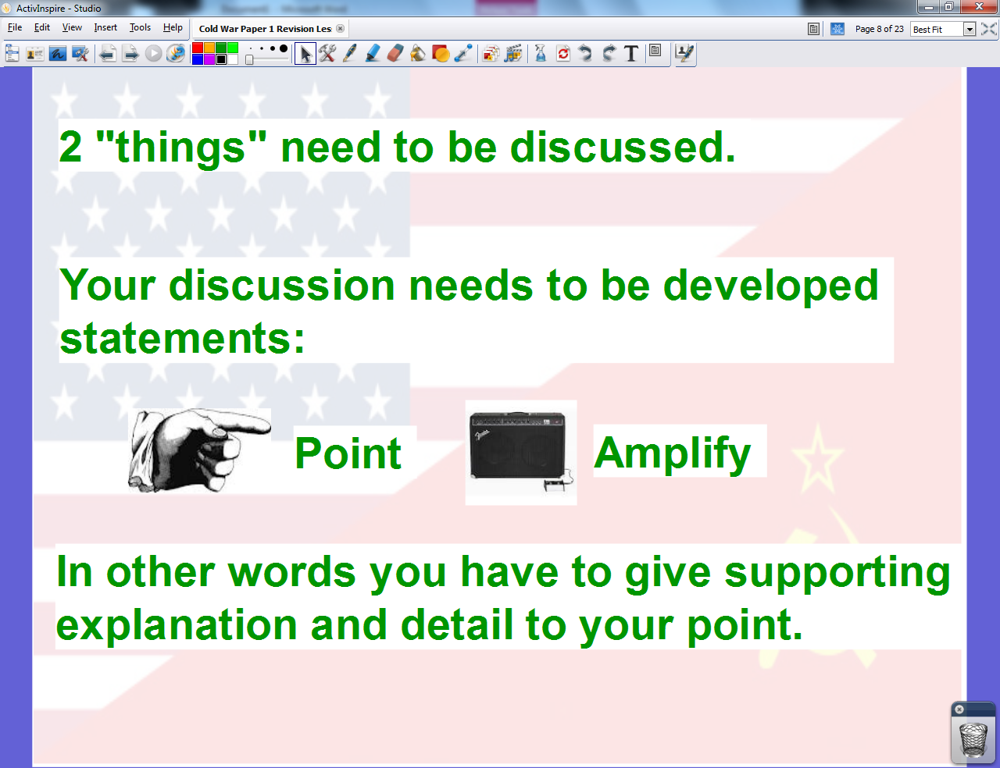 ActivInspire - Studio
File Edit View Insert Tools Help
Cold War Paper 1 Revision Les
Page 8 of 23
Best Fit
T
2 "things" need to be discussed.
Your discussion needs to be developed
statements:
Point
Fender
Amplify
In other words you have to give supporting
explanation and detail to your point.